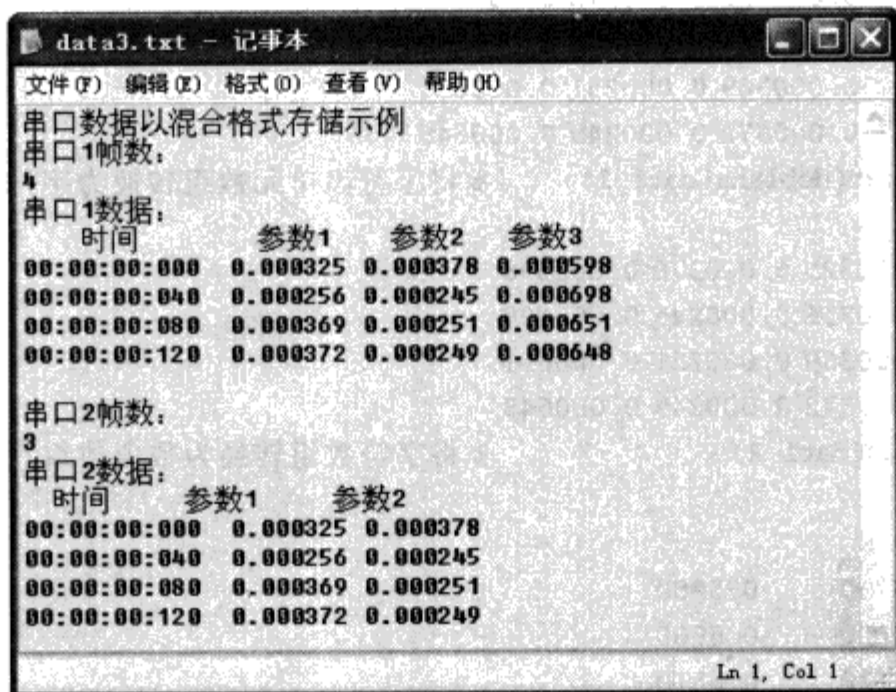 data3.txt - 记事本
文件(F) 编辑(E) 格式(O) 查看(V) 帮助(H)
串口数据以混合格式存储示例
串口1帧数:
4
串口1数据:
时间 参数1 参数2 参数3
00:00:00:000 0.000325 0.000378 0.000598
00:00:00:040 0.000256 0.000245 0.000698
00:00:00:080 0.000369 0.000251 0.000651
00:00:00:120 0.000372 0.000249 0.000648
串口2帧数:
3
串口2数据:
时间 参数1 参数2
00:00:00:000 0.000325 0.000378
00:00:00:040 0.000256 0.000245
00:00:00:080 0.000369 0.000251
00:00:00:120 0.000372 0.000249
Ln 1, Col 1